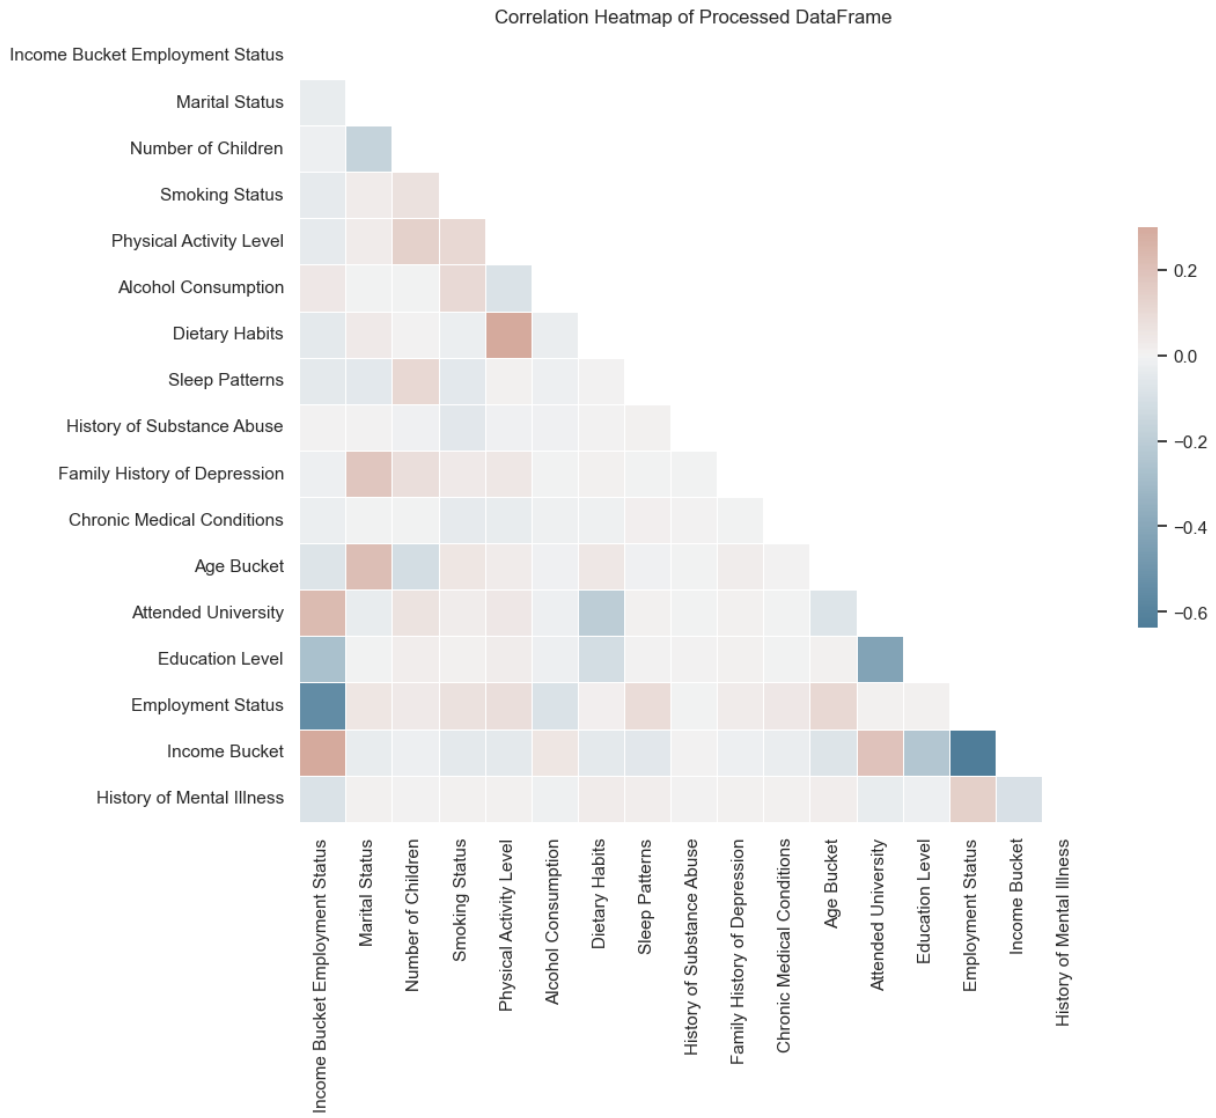 Correlation Heatmap of Processed DataFrame
Income Bucket Employment Status
Marital Status
Number of Children
Smoking Status
Physical Activity Level
Alcohol Consumption
Dietary Habits
Sleep Patterns
History of Substance Abuse
Family History of Depression
Chronic Medical Conditions
Age Bucket
Attended University
Education Level
Employment Status
Income Bucket
History of Mental Illness
0.2
0.0
−0.2
−0.4
−0.6
Income Bucket Employment Status
Marital Status
Number of Children
Smoking Status
Physical Activity Level
Alcohol Consumption
Dietary Habits
Sleep Patterns
History of Substance Abuse
Family History of Depression
Chronic Medical Conditions
Age Bucket
Attended University
Education Level
Employment Status
Income Bucket
History of Mental Illness